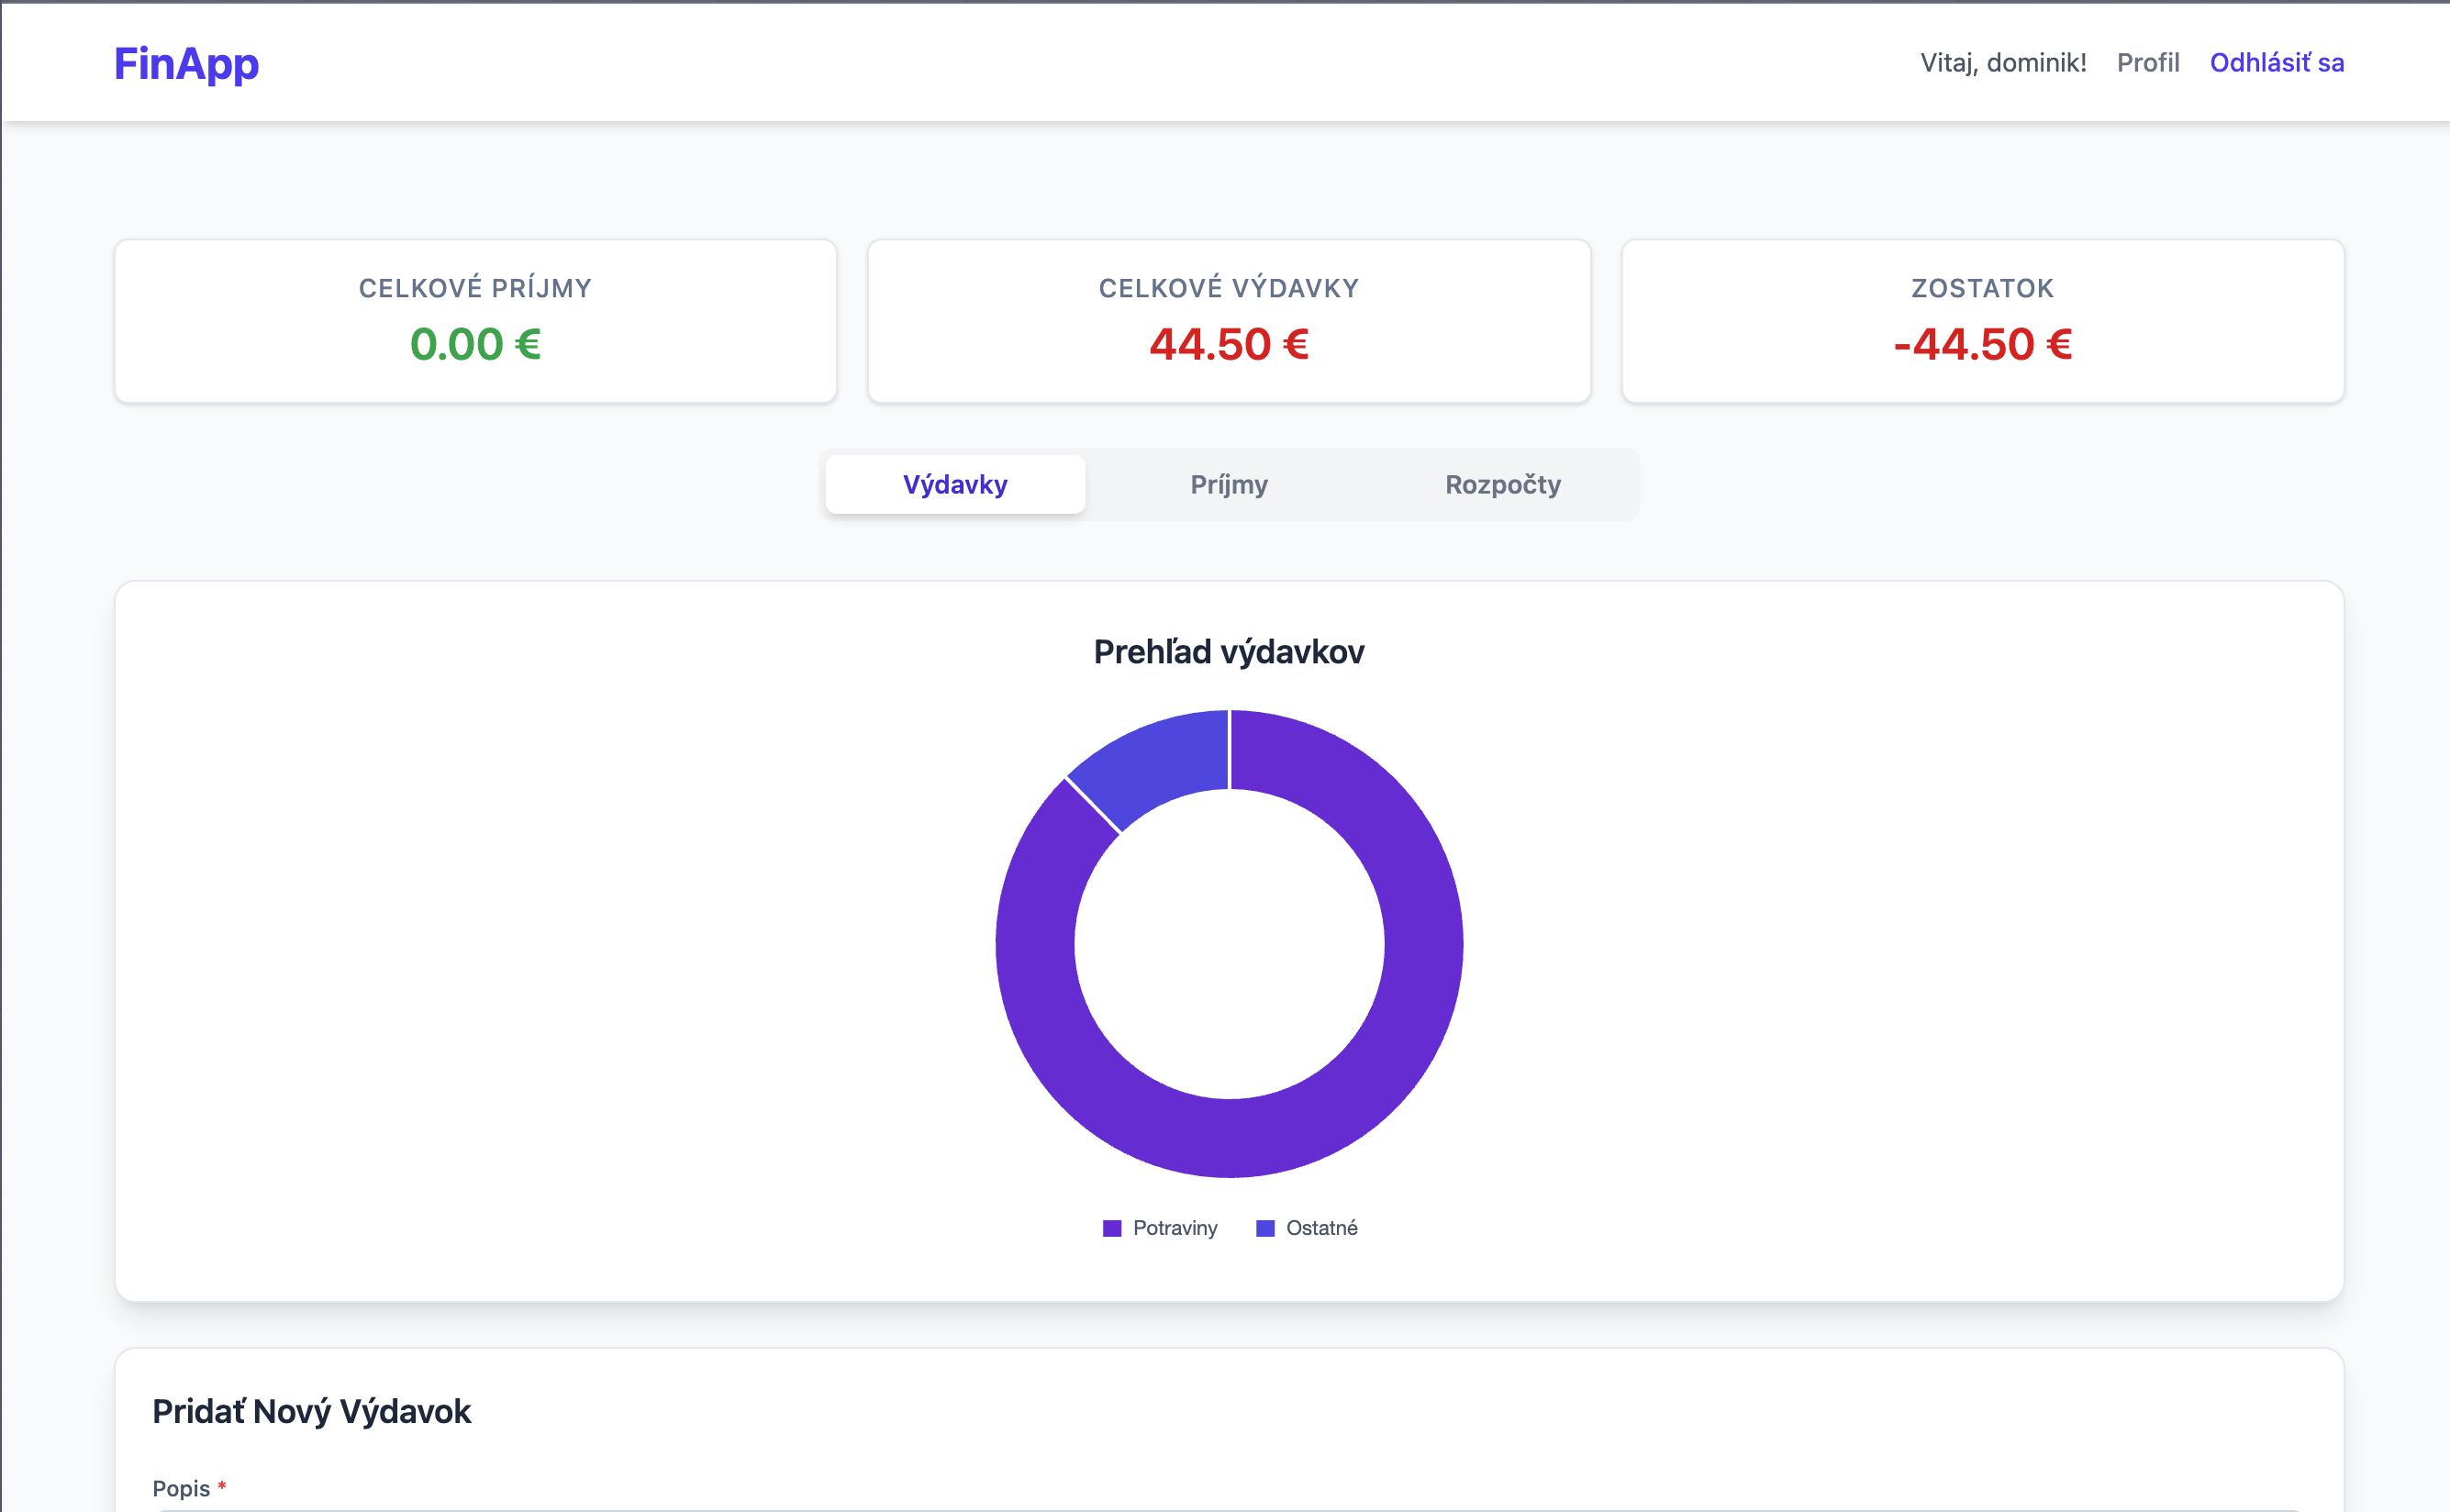 FinApp
Vitaj, dominik! Profil Odhlásiť sa
CELKOVÉ PRÍJMY
0.00 €
CELKOVÉ VÝDAVKY
44.50 €
ZOSTATOK
-44.50 €
Výdavky Príjmy Rozpočty
Prehľad výdavkov
Potraviny Ostatné
Pridať Nový Výdavok
Popis *